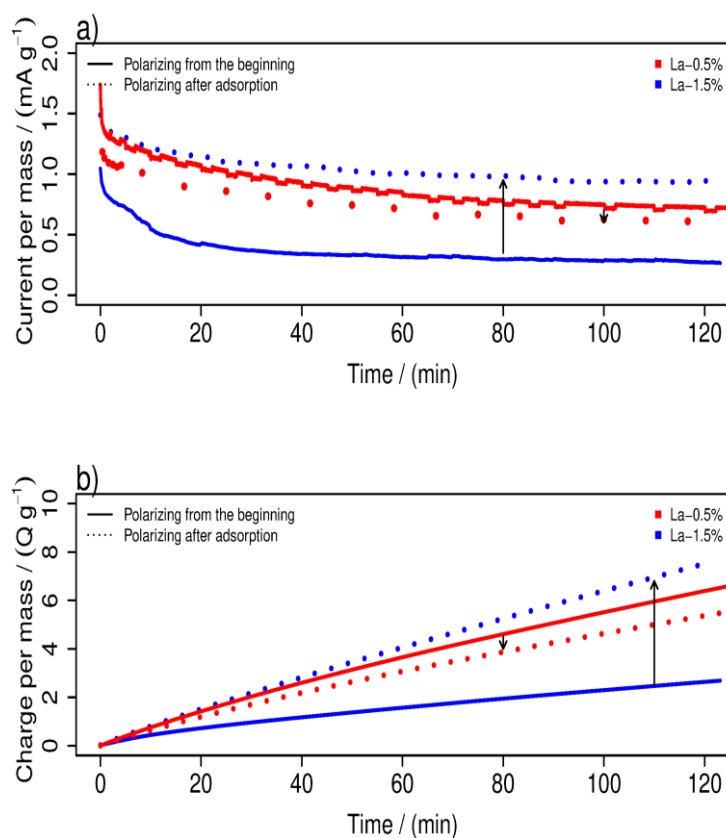 a)
Polarizing from the beginning
Polarizing after adsorption
La−0.5%
La−1.5%
Current per mass / (mA g⁻¹)
0.0 0.5 1.0 1.5 2.0
0 20 40 60 80 100 120
Time / (min)
b)
Polarizing from the beginning
Polarizing after adsorption
La−0.5%
La−1.5%
Charge per mass / (Q g⁻¹)
0 2 4 6 8 10
0 20 40 60 80 100 120
Time / (min)